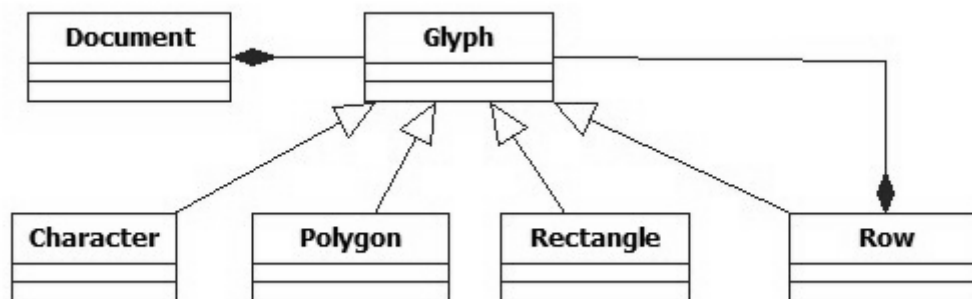 Document
Glyph
Character
Polygon
Rectangle
Row